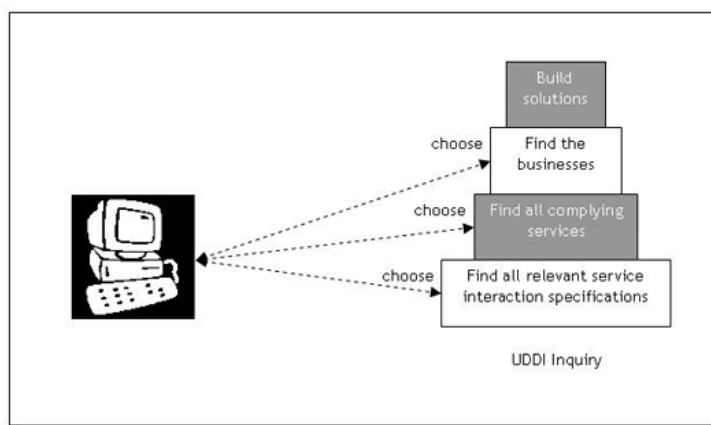 Build
solutions
choose
Find the
businesses
choose
Find all complying
services
choose
Find all relevant service
interaction specifications
UDDI Inquiry